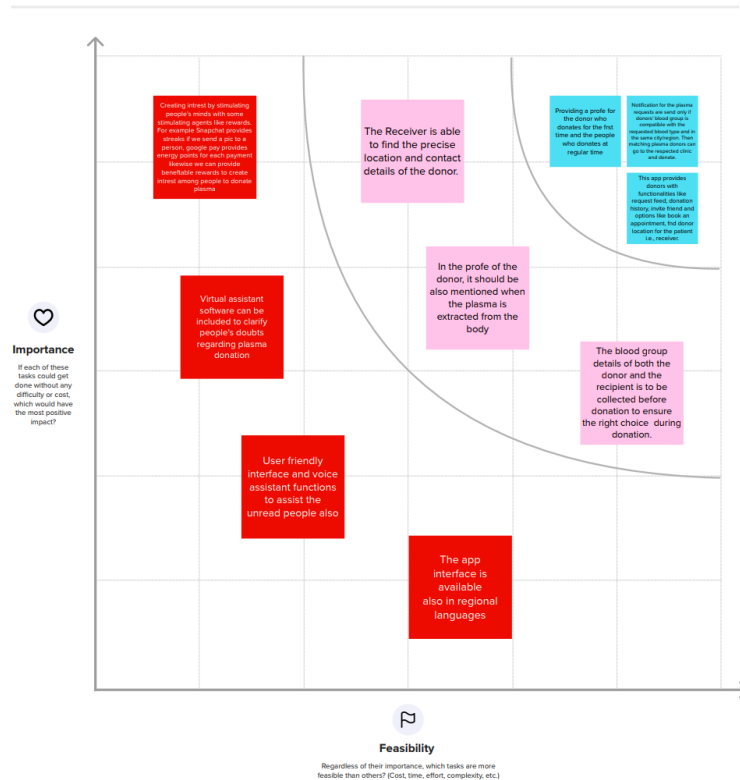 Creating intrest by stimulating
people's minds with some
stimulating agents like rewards.
For example Snapchat provides
streaks if we send a pic to a
person, google pay provides
energy points for each payment
likewise we can provide
beneftable rewards to create
intrest among people to donate
plasma
The Receiver is able
to find the precise
location and contact
details of the donor.
Providing a profe for
the donor who
donates for the frst
time and the people
who donates at
regular time
Notification for the plasma
requests are send only if
donors' blood group is
compatible with the
requested blood type and in
the same city/region. Then
matching plasma donors can
go to the respected clinic
and denate.
This app provides
donors with
functionalities like
request feed, donation
history, invite friend and
options like book an
appointment, fnd donor
location for the patient
i.e., receiver.
In the profe of the
donor, it should be
also mentioned when
the plasma is
extracted from the
body
Virtual assistant
software can be
included to clarify
people's doubts
regarding plasma
donation
Importance
If each of these
tasks could get
done without any
difficulty or cost,
which would have
the most positive
impact?
The blood group
details of both the
donor and the
recipient is to be
collected before
donation to ensure
the right choice during
donation.
User friendly
interface and voice
assistant functions
to assist the
unread people also
The app
interface is
available
also in regional
languages
Feasibility
Regardless of their importance, which tasks are more
feasible than others? (Cost, time, effort, complexity, etc.)